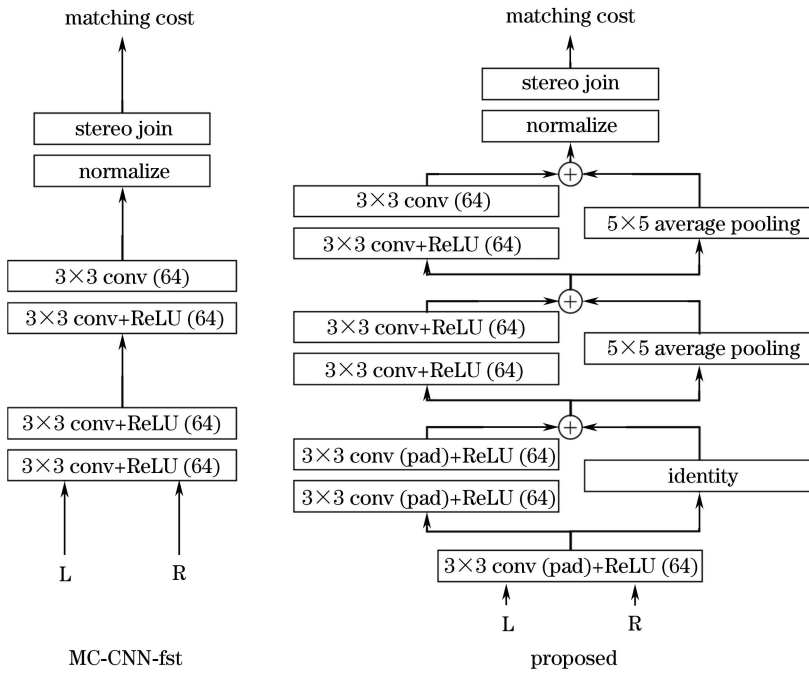 matching cost
stereo join
normalize
3×3 conv (64)
3×3 conv+ReLU (64)
3×3 conv+ReLU (64)
3×3 conv+ReLU (64)
L R
MC-CNN-fst
matching cost
stereo join
normalize
+
3×3 conv (64)
5×5 average pooling
3×3 conv+ReLU (64)
+
3×3 conv+ReLU (64)
5×5 average pooling
3×3 conv+ReLU (64)
+
3×3 conv (pad)+ReLU (64)
identity
3×3 conv (pad)+ReLU (64)
3×3 conv (pad)+ReLU (64)
L R
proposed